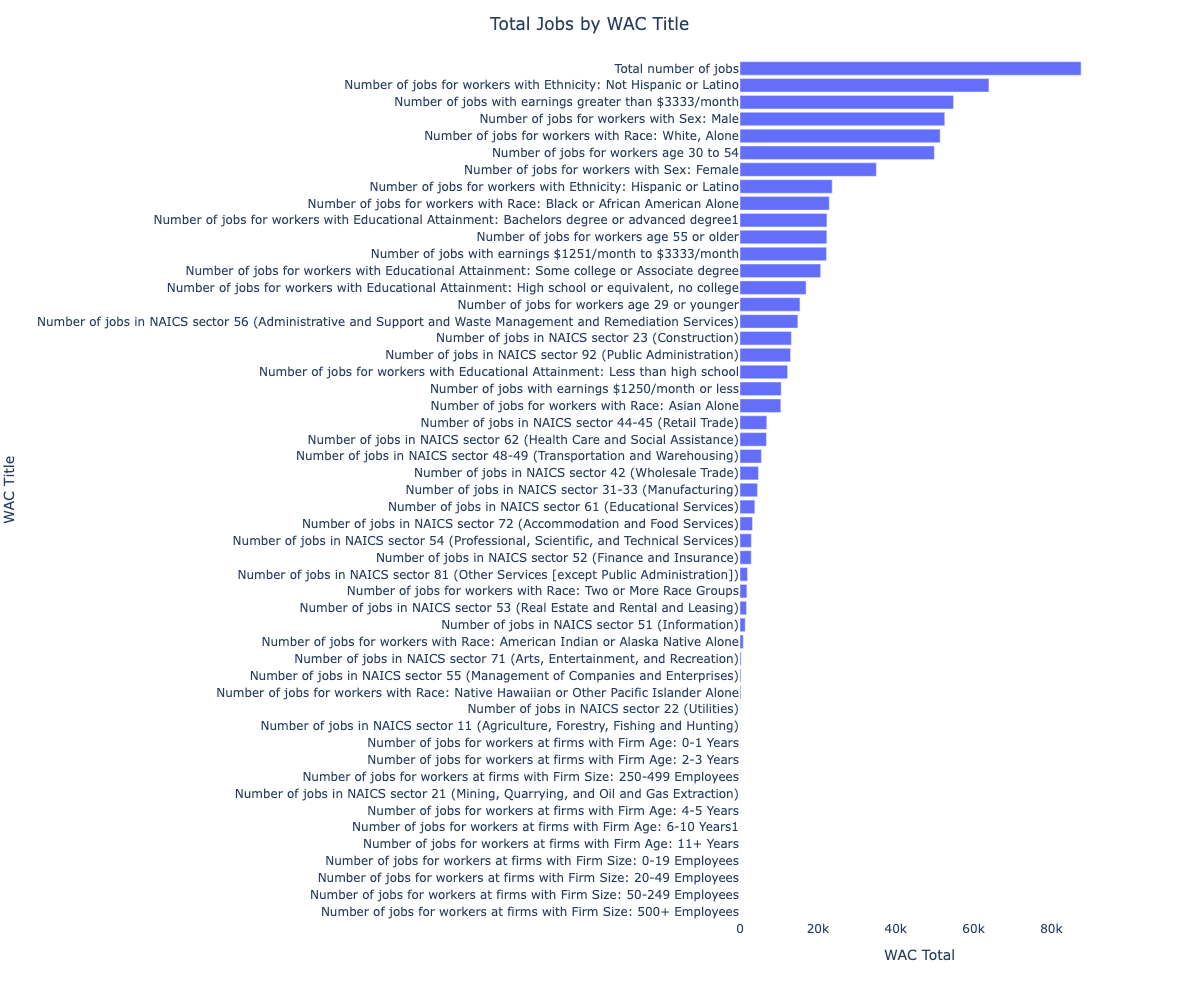 Total Jobs by WAC Title
WAC Title
Total number of jobs
Number of jobs for workers with Ethnicity: Not Hispanic or Latino
Number of jobs with earnings greater than $3333/month
Number of jobs for workers with Sex: Male
Number of jobs for workers with Race: White, Alone
Number of jobs for workers age 30 to 54
Number of jobs for workers with Sex: Female
Number of jobs for workers with Ethnicity: Hispanic or Latino
Number of jobs for workers with Race: Black or African American Alone
Number of jobs for workers with Educational Attainment: Bachelors degree or advanced degree1
Number of jobs for workers age 55 or older
Number of jobs with earnings $1251/month to $3333/month
Number of jobs for workers with Educational Attainment: Some college or Associate degree
Number of jobs for workers with Educational Attainment: High school or equivalent, no college
Number of jobs for workers age 29 or younger
Number of jobs in NAICS sector 56 (Administrative and Support and Waste Management and Remediation Services)
Number of jobs in NAICS sector 23 (Construction)
Number of jobs in NAICS sector 92 (Public Administration)
Number of jobs for workers with Educational Attainment: Less than high school
Number of jobs with earnings $1250/month or less
Number of jobs for workers with Race: Asian Alone
Number of jobs in NAICS sector 44-45 (Retail Trade)
Number of jobs in NAICS sector 62 (Health Care and Social Assistance)
Number of jobs in NAICS sector 48-49 (Transportation and Warehousing)
Number of jobs in NAICS sector 42 (Wholesale Trade)
Number of jobs in NAICS sector 31-33 (Manufacturing)
Number of jobs in NAICS sector 61 (Educational Services)
Number of jobs in NAICS sector 72 (Accommodation and Food Services)
Number of jobs in NAICS sector 54 (Professional, Scientific, and Technical Services)
Number of jobs in NAICS sector 52 (Finance and Insurance)
Number of jobs in NAICS sector 81 (Other Services [except Public Administration])
Number of jobs for workers with Race: Two or More Race Groups
Number of jobs in NAICS sector 53 (Real Estate and Rental and Leasing)
Number of jobs in NAICS sector 51 (Information)
Number of jobs for workers with Race: American Indian or Alaska Native Alone
Number of jobs in NAICS sector 71 (Arts, Entertainment, and Recreation)
Number of jobs in NAICS sector 55 (Management of Companies and Enterprises)
Number of jobs for workers with Race: Native Hawaiian or Other Pacific Islander Alone
Number of jobs in NAICS sector 22 (Utilities)
Number of jobs in NAICS sector 11 (Agriculture, Forestry, Fishing and Hunting)
Number of jobs for workers at firms with Firm Age: 0-1 Years
Number of jobs for workers at firms with Firm Age: 2-3 Years
Number of jobs for workers at firms with Firm Size: 250-499 Employees
Number of jobs in NAICS sector 21 (Mining, Quarrying, and Oil and Gas Extraction)
Number of jobs for workers at firms with Firm Age: 4-5 Years
Number of jobs for workers at firms with Firm Age: 6-10 Years1
Number of jobs for workers at firms with Firm Age: 11+ Years
Number of jobs for workers at firms with Firm Size: 0-19 Employees
Number of jobs for workers at firms with Firm Size: 20-49 Employees
Number of jobs for workers at firms with Firm Size: 50-249 Employees
Number of jobs for workers at firms with Firm Size: 500+ Employees
0 20k 40k 60k 80k
WAC Total